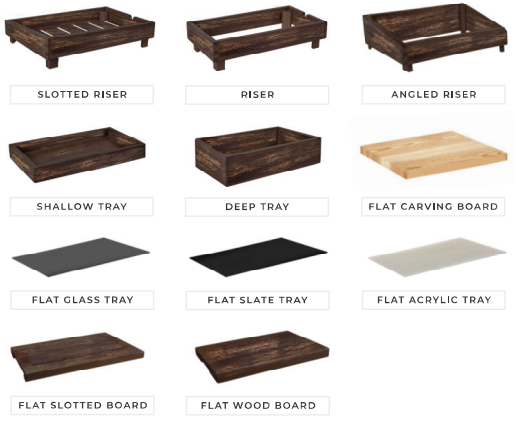 SLOTTED RISER
RISER
ANGLED RISER
SHALLOW TRAY
DEEP TRAY
FLAT CARVING BOARD
FLAT GLASS TRAY
FLAT SLATE TRAY
FLAT ACRYLIC TRAY
FLAT SLOTTED BOARD
FLAT WOOD BOARD